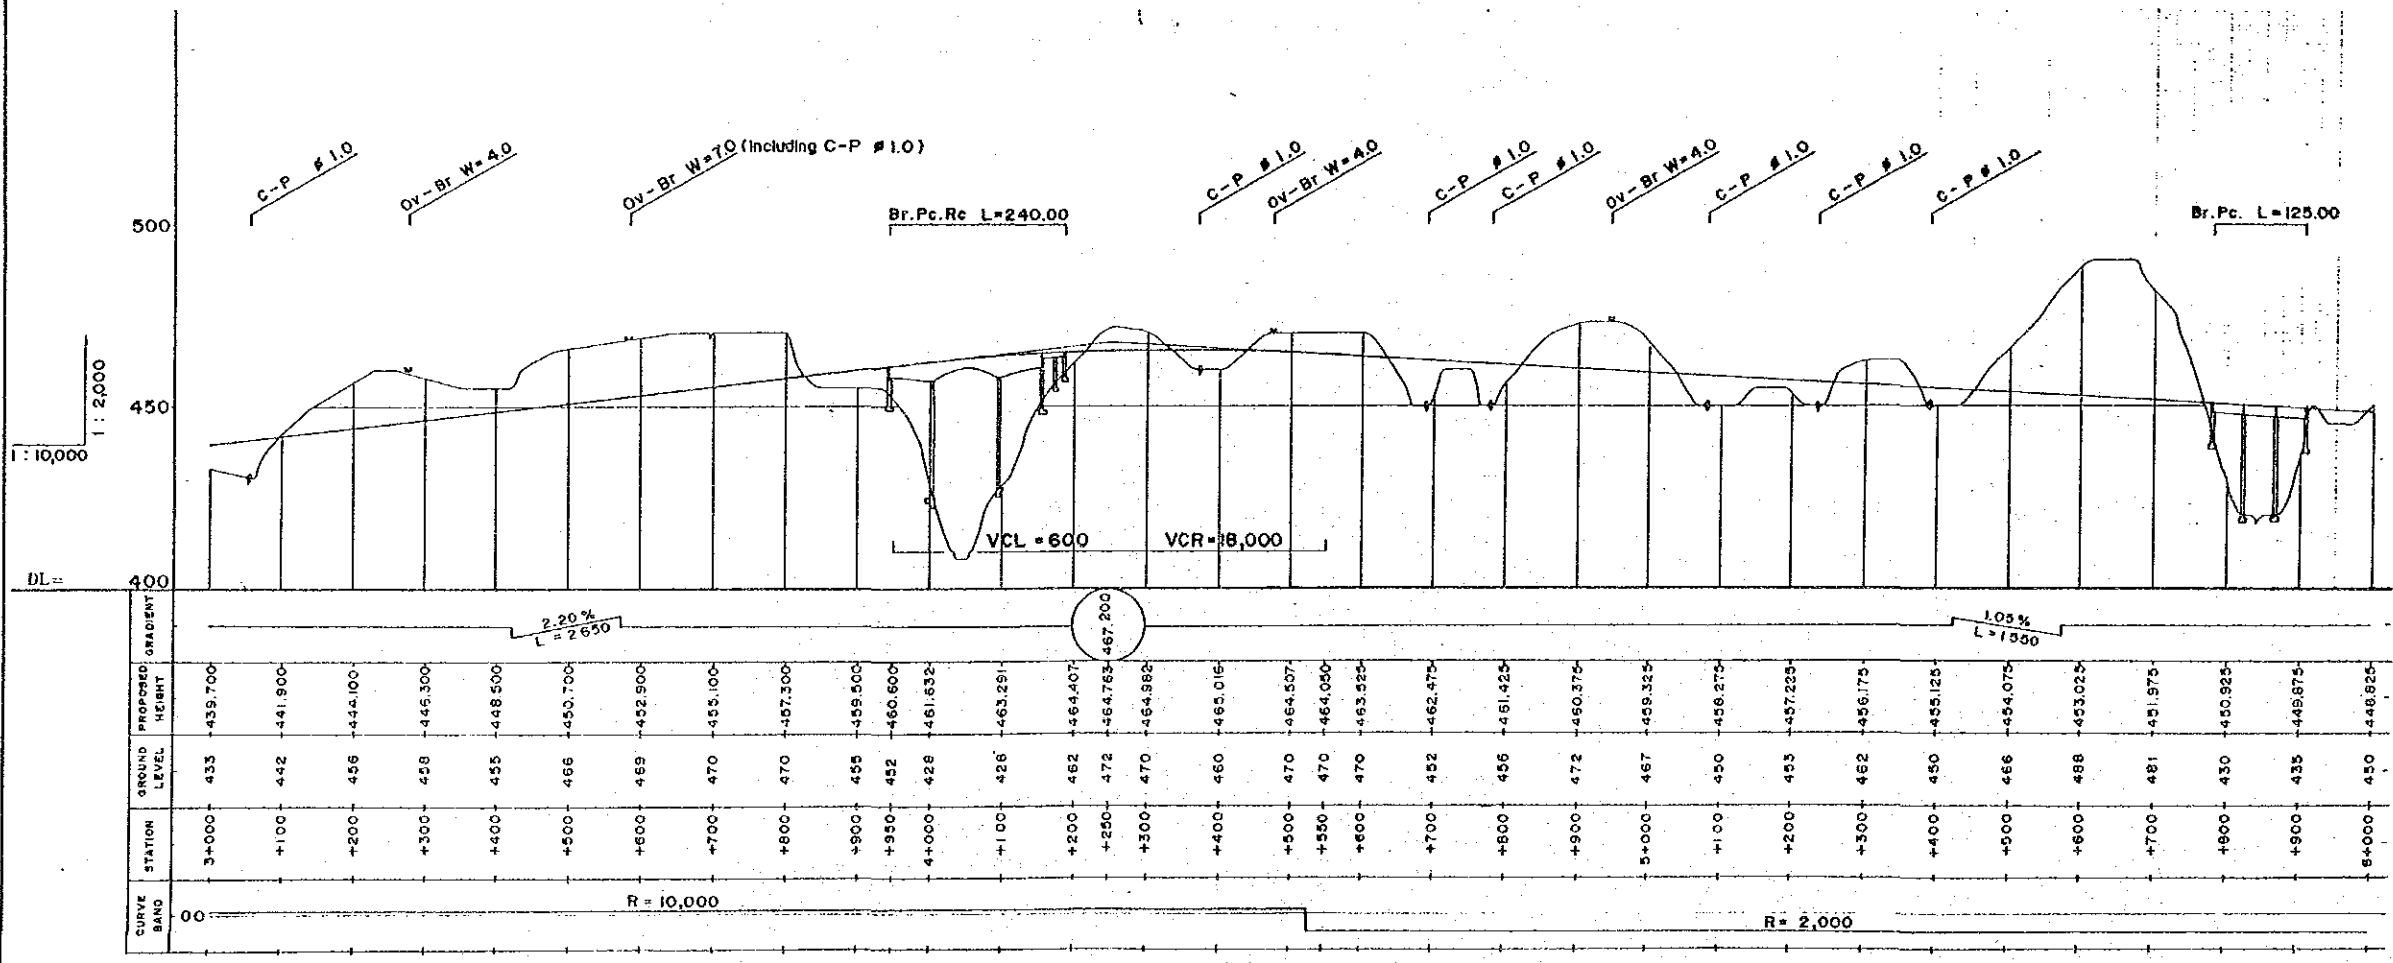 C-P ø 1.0
Ov-Br W=4.0
Ov-Br W=7.0 (Including C-P ø 1.0)
Br.Pc.Rc L=240.00
C-P ø 1.0
Ov-Br W=4.0
C-P ø 1.0
C-P ø 1.0
Ov-Br W=4.0
C-P ø 1.0
C-P ø 1.0
C-P ø 1.0
Br.Pc. L=125.00
500
450
400
1:2,000
1:10,000
DL=
VCL=600 VCR=18,000
GRADIENT
2.20%
L=2650
467.200
1.05%
L=1550
PROPOSED HEIGHT
439.700 441.900 444.100 446.300 448.500 450.700 452.900 455.100 457.300 459.500 460.600 461.632 463.291 464.407 464.763 464.982 465.016 464.507 464.050 463.525 462.475 461.425 460.375 459.325 458.275 457.225 456.175 455.125 454.075 453.025 451.975 450.925 449.875 448.825
GROUND LEVEL
433 442 456 458 455 466 469 470 470 455 452 428 428 462 472 470 460 470 470 470 452 456 472 467 450 453 462 450 466 488 481 430 435 450
STATION
3+000 +100 +200 +300 +400 +500 +600 +700 +800 +900 +950 4+000 +100 +200 +250 +300 +400 +500 +550 +600 +700 +800 +900 5+000 +100 +200 +300 +400 +500 +600 +700 +800 +900 6+000
CURVE BAND
00
R=10,000
R=2,000